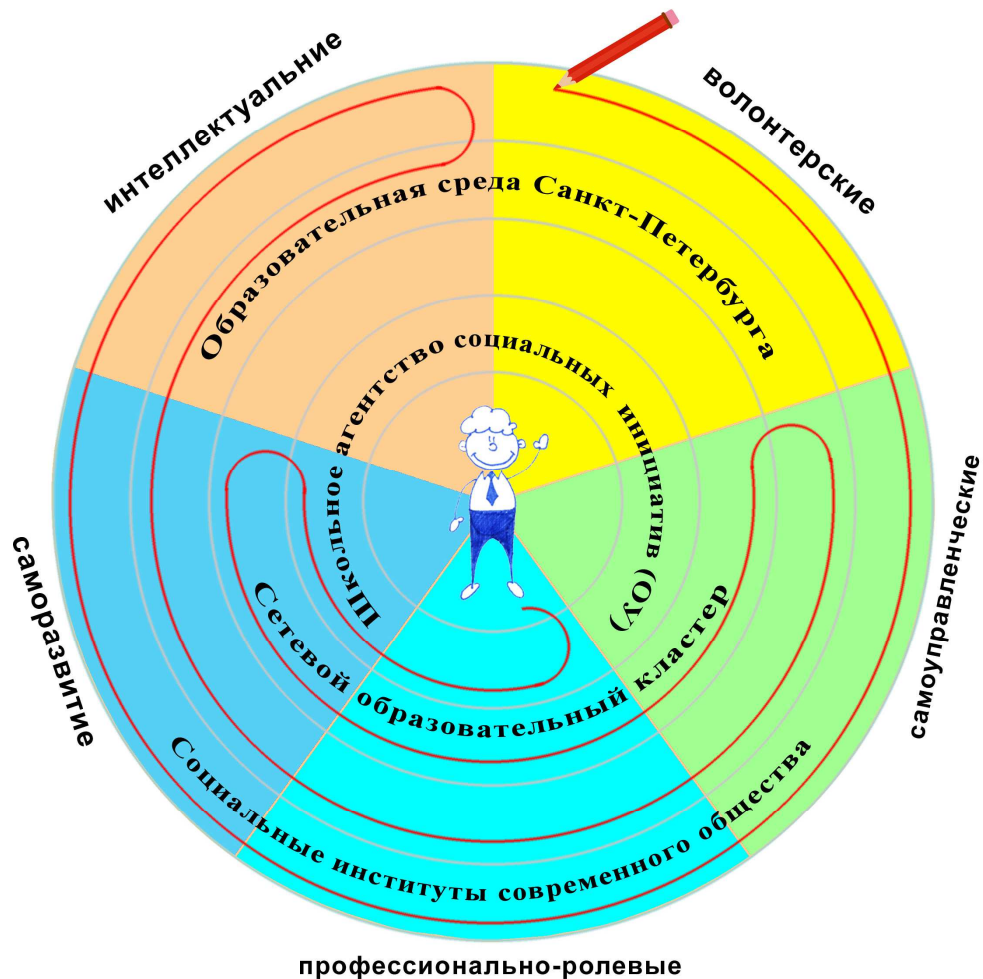 интеллектуальние
волонтерские
Образовательная среда Санкт-Петербурга
Школьное агентство социальных инициатив (ОУ)
Сетевой образовательный кластер
Социальные институты современного общества
саморазвитие
самоуправленческие
профессионально-ролевые